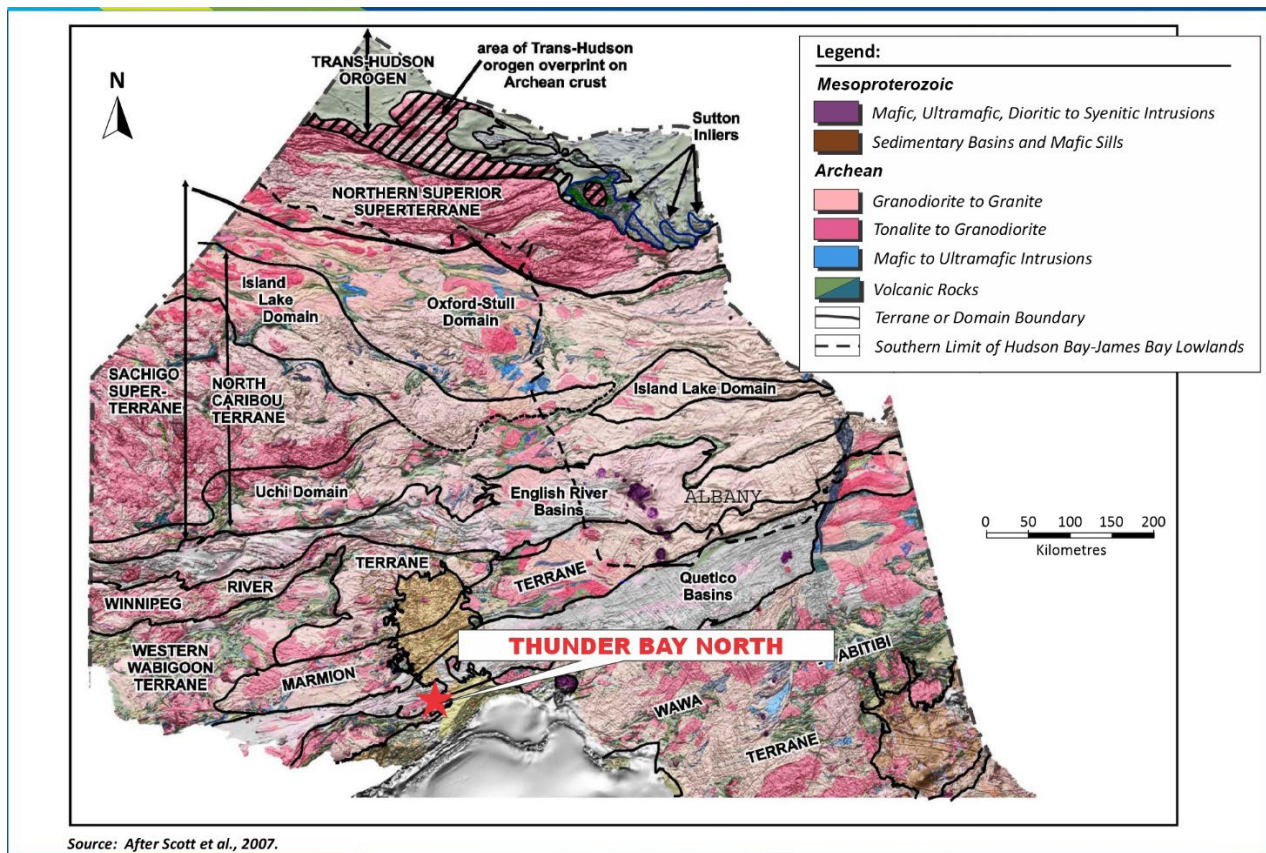 TRANS-HUDSON
OROGEN
area of Trans-Hudson
orogen overprint on
Archean crust
N
Sutton
Inliers
NORTHERN SUPERIOR
SUPERTERRANE
Island
Lake
Domain
Oxford-Stull
Domain
SACHIGO
SUPER-
TERRANE
NORTH
CARIBOU
TERRANE
Island Lake Domain
Uchi Domain
English River
Basins
ALBANY
TERRANE
TERRANE
RIVER
WINNIPEG
Quetico
Basins
THUNDER BAY NORTH
WESTERN
WABIGOON
TERRANE
MARMION
ABITIBI
WAWA
TERRANE
Legend:
Mesoproterozoic
Mafic, Ultramafic, Dioritic to Syenitic Intrusions
Sedimentary Basins and Mafic Sills
Archean
Granodiorite to Granite
Tonalite to Granodiorite
Mafic to Ultramafic Intrusions
Volcanic Rocks
Terrane or Domain Boundary
Southern Limit of Hudson Bay-James Bay Lowlands
0 50 100 150 200
Kilometres
Source: After Scott et al., 2007.